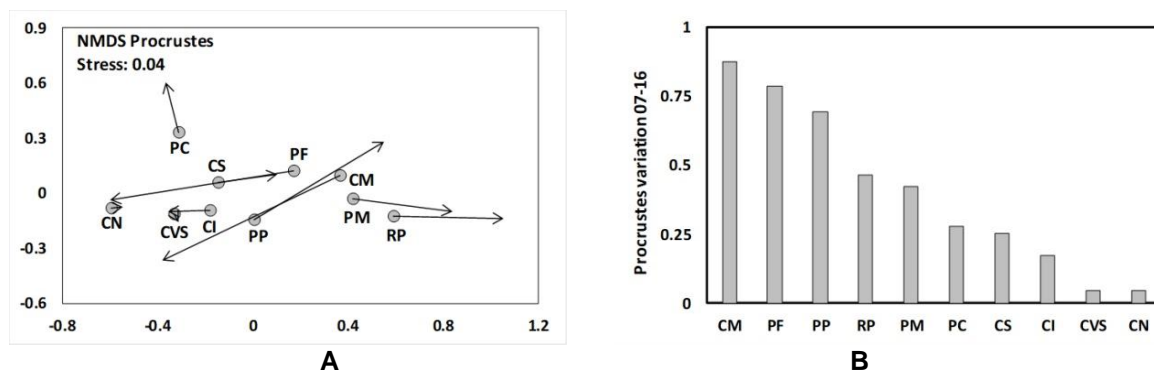 NMDS Procrustes
Stress: 0.04
0.9
0.6
0.3
0
-0.3
-0.6
-0.8
-0.4
0
0.4
0.8
1.2
PC
CS
PF
CM
CN
CVS
CI
PP
PM
RP
A
Procrustes variation 07-16
1
0.75
0.5
0.25
0
CM PF PP RP PM PC CS CI CVS CN
B